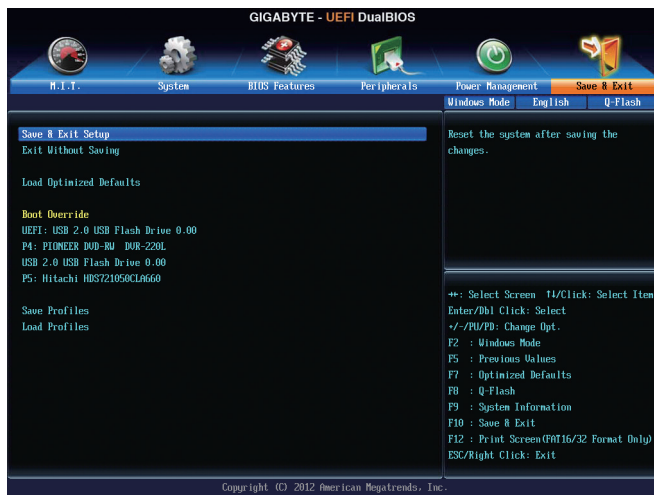 GIGABYTE - UEFI DualBIOS
M.I.T. System BIOS Features Peripherals Power Management Save & Exit
Windows Mode English Q-Flash
Save & Exit Setup
Exit Without Saving
Load Optimized Defaults
Boot Override
UEFI: USB 2.0 USB Flash Drive 0.00
P4: PIONEER DVD-RW DVR-220L
USB 2.0 USB Flash Drive 0.00
P5: Hitachi HDS721050CLA660
Save Profiles
Load Profiles
Reset the system after saving the
changes.
→←: Select Screen ↑↓/Click: Select Item
Enter/Dbl Click: Select
+/-/PU/PD: Change Opt.
F2 : Windows Mode
F5 : Previous Values
F7 : Optimized Defaults
F8 : Q-Flash
F9 : System Information
F10 : Save & Exit
F12 : Print Screen(FAT16/32 Format Only)
ESC/Right Click: Exit
Copyright (C) 2012 American Megatrends, Inc.